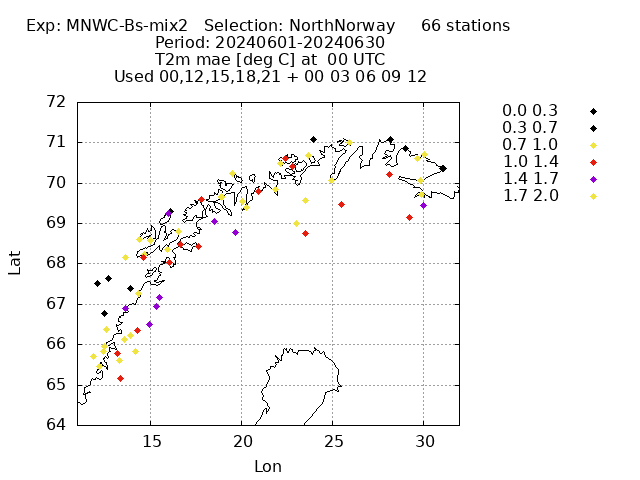 Exp: MNWC-Bs-mix2 Selection: NorthNorway 66 stations
Period: 20240601-20240630
T2m mae [deg C] at 00 UTC
Used 00,12,15,18,21 + 00 03 06 09 12
72
71
70
69
68
67
66
65
64
Lat
15 20 25 30
Lon
0.0 0.3
0.3 0.7
0.7 1.0
1.0 1.4
1.4 1.7
1.7 2.0